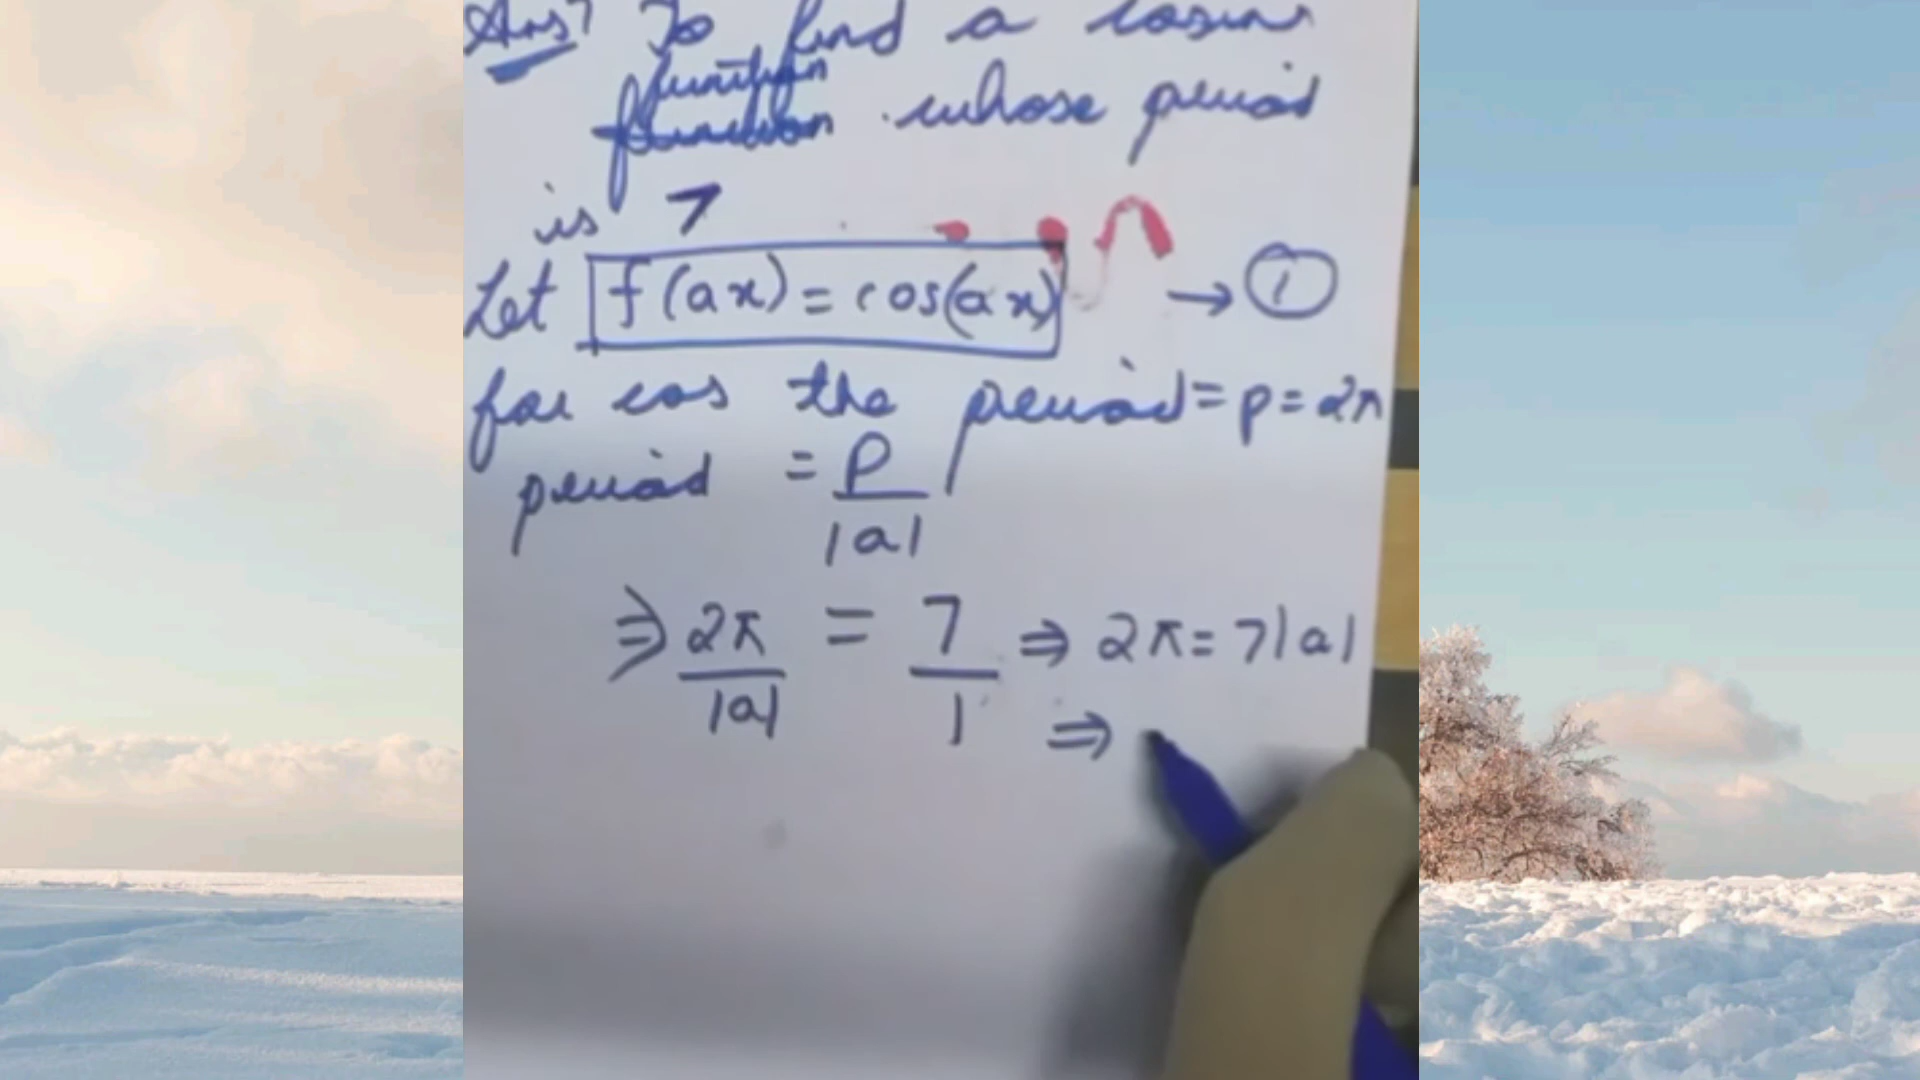 Ans? To find a cosine
function
function whose period
is 7
Let f(ax) = cos(ax) → ①
for cos the period = p = 2π
period = P/|a|
⇒ 2π/|a| = 7/1 ⇒ 2π = 7|a|
⇒